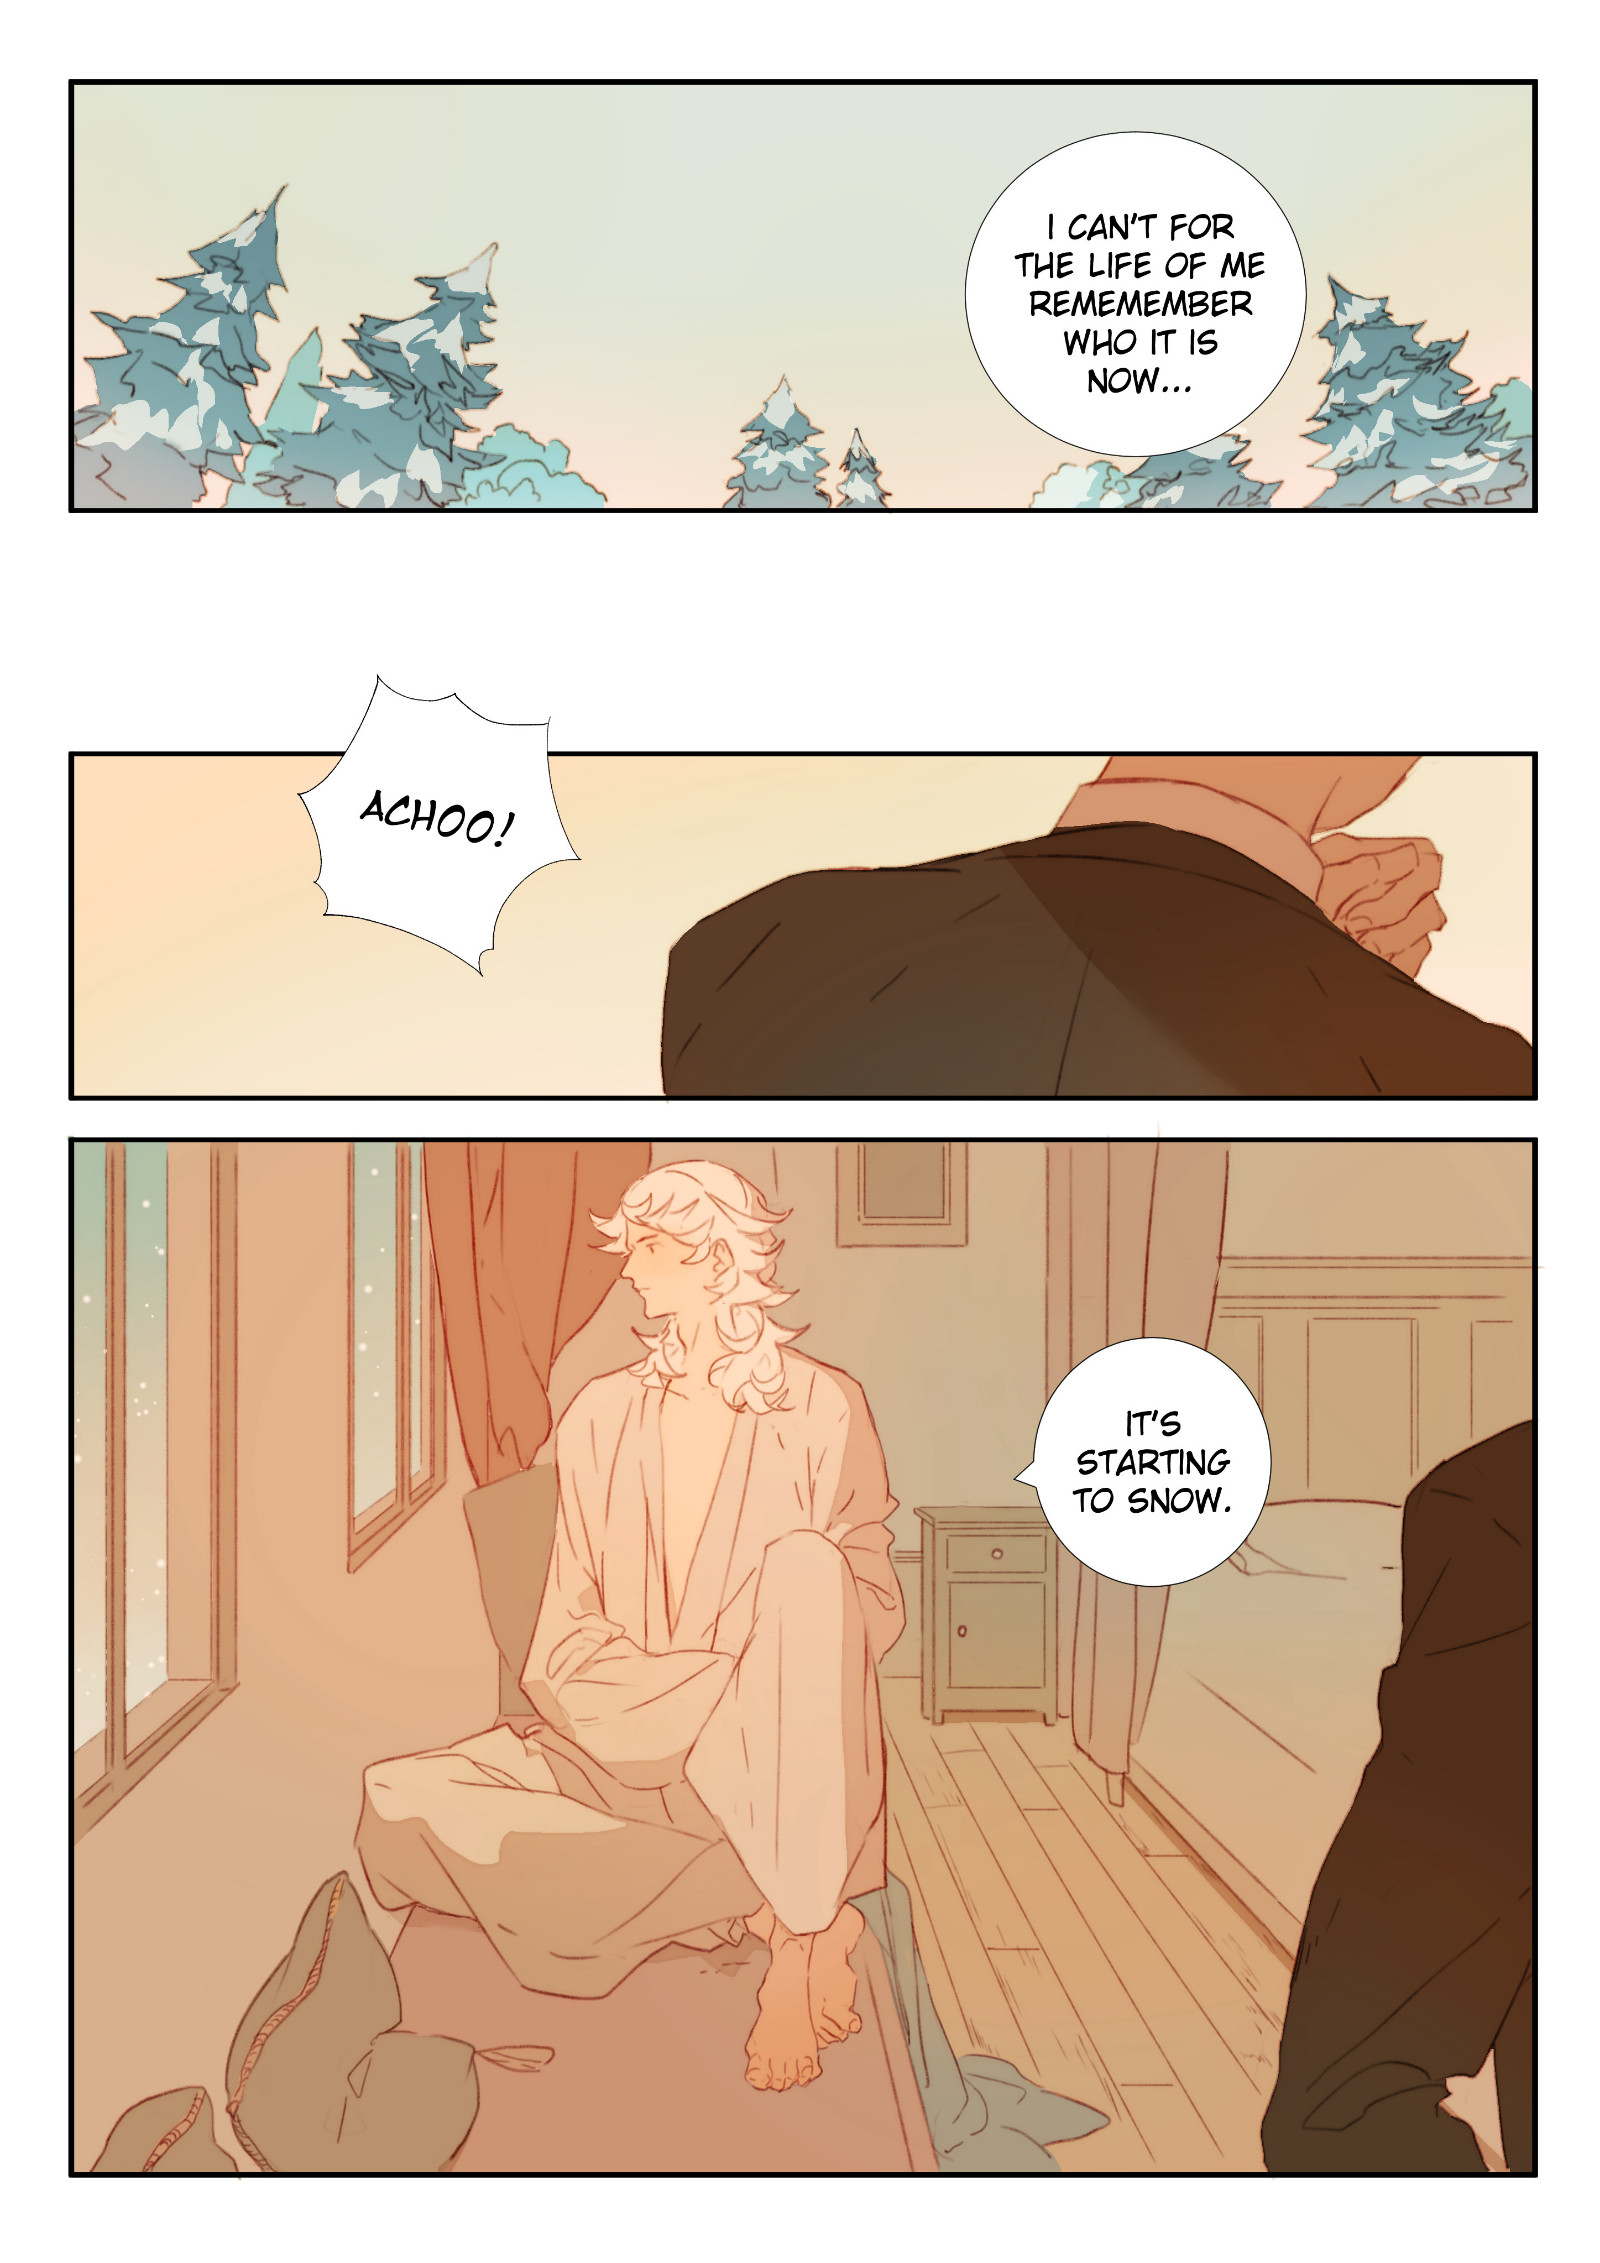 I CAN'T FOR
THE LIFE OF ME
REMEMEMBER
WHO IT IS
NOW...
ACHOO!
IT'S
STARTING
TO SNOW.